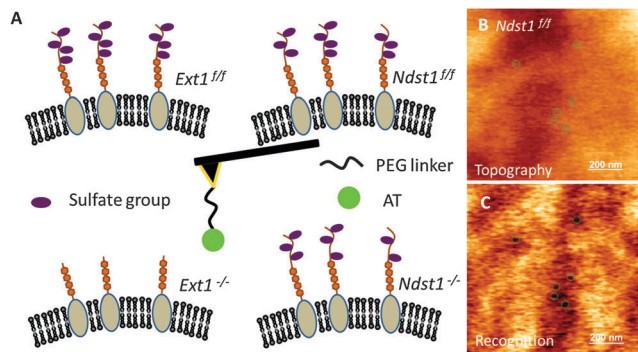 A
Ext1 f/f
Ndst1 f/f
PEG linker
Sulfate group
AT
Ext1 -/-
Ndst1 -/-
B
Ndst1 f/f
Topography
200 nm
C
Recognition
200 nm